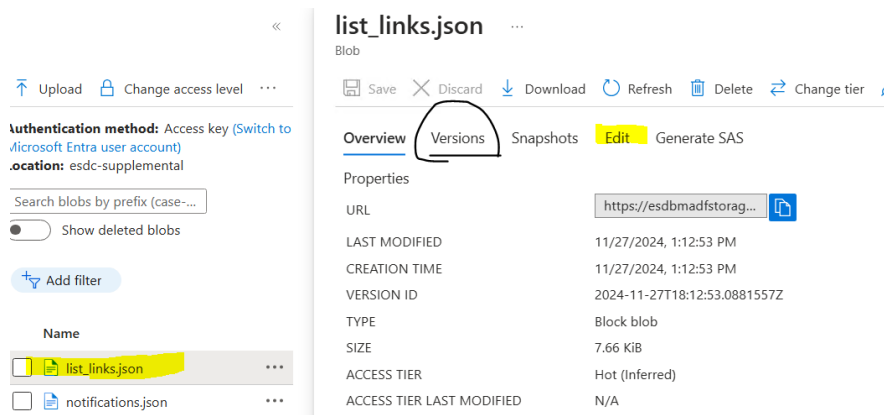 «
Upload Change access level ...
Authentication method: Access key (Switch to
Microsoft Entra user account)
Location: esdc-supplemental
Search blobs by prefix (case-...
Show deleted blobs
Add filter
Name
list_links.json ...
notifications.json ...
list_links.json ...
Blob
Save Discard Download Refresh Delete Change tier
Overview Versions Snapshots Edit Generate SAS
Properties
URL https://esdbmadfstorag...
LAST MODIFIED 11/27/2024, 1:12:53 PM
CREATION TIME 11/27/2024, 1:12:53 PM
VERSION ID 2024-11-27T18:12:53.0881557Z
TYPE Block blob
SIZE 7.66 KiB
ACCESS TIER Hot (Inferred)
ACCESS TIER LAST MODIFIED N/A